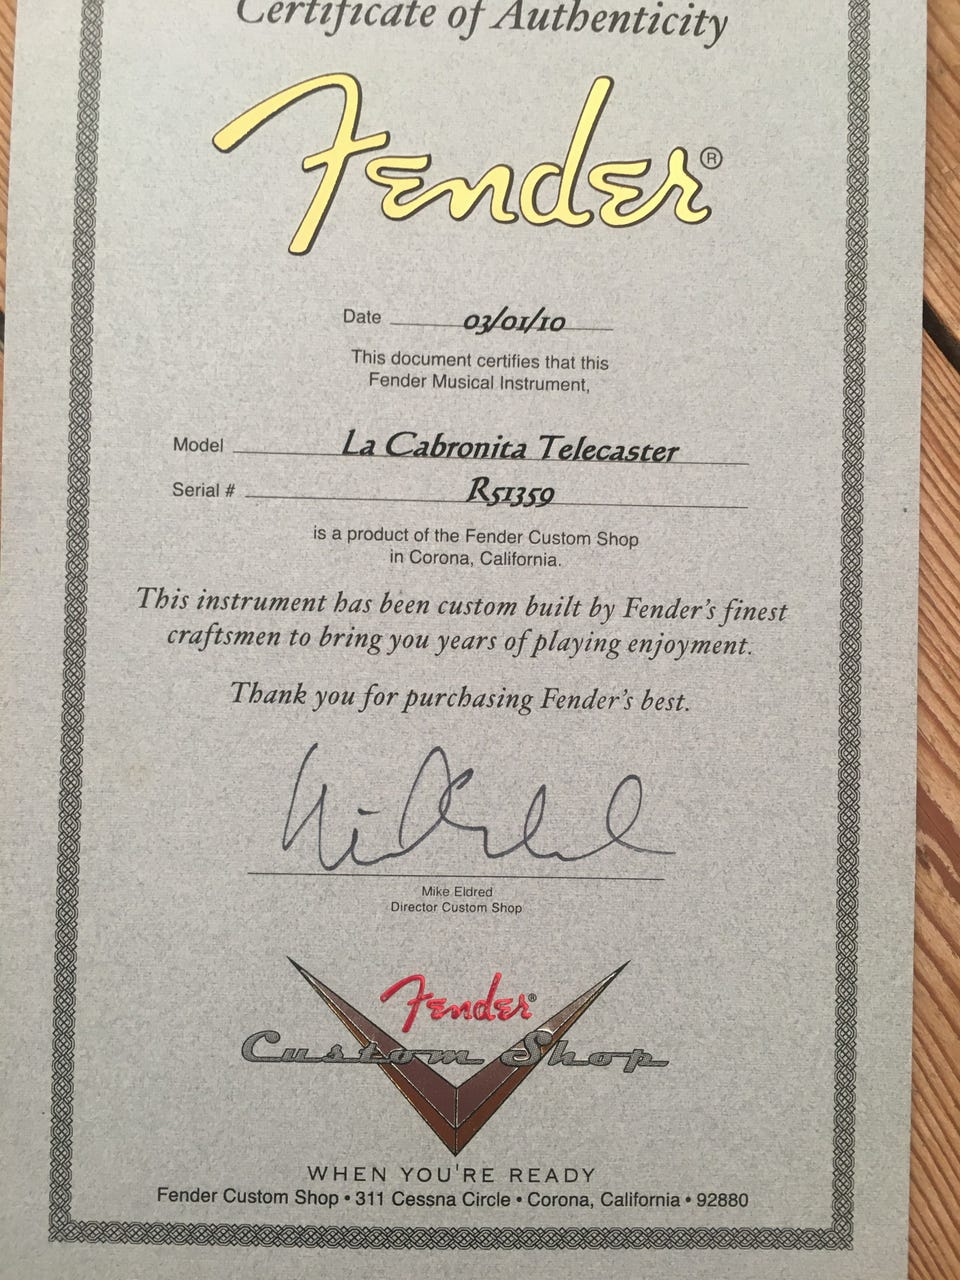 Certificate of Authenticity
Fender®
Date 03/01/10
This document certifies that this
Fender Musical Instrument,
Model La Cabronita Telecaster
Serial # R51359
is a product of the Fender Custom Shop
in Corona, California.
This instrument has been custom built by Fender's finest
craftsmen to bring you years of playing enjoyment.
Thank you for purchasing Fender's best.
Mike Eldred
Director Custom Shop
Fender®
Custom Shop
WHEN YOU'RE READY
Fender Custom Shop • 311 Cessna Circle • Corona, California • 92880